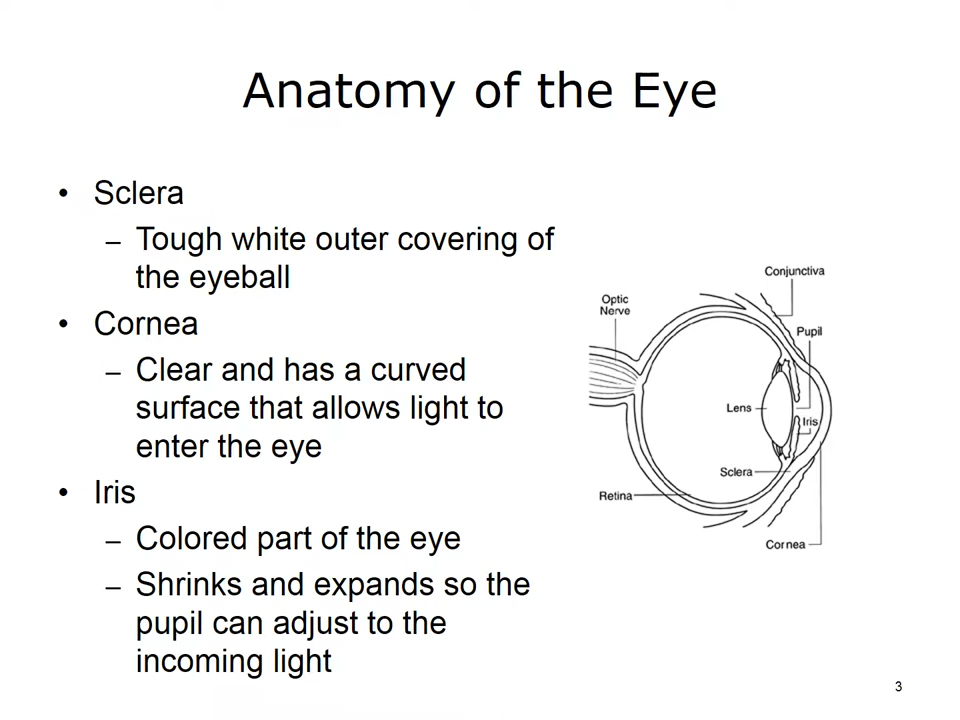 Anatomy of the Eye
• Sclera
– Tough white outer covering of
the eyeball
• Cornea
– Clear and has a curved
surface that allows light to
enter the eye
• Iris
– Colored part of the eye
– Shrinks and expands so the
pupil can adjust to the
incoming light
Conjunctiva
Optic
Nerve
Pupil
Lens
Iris
Sclera
Retina
Cornea
3